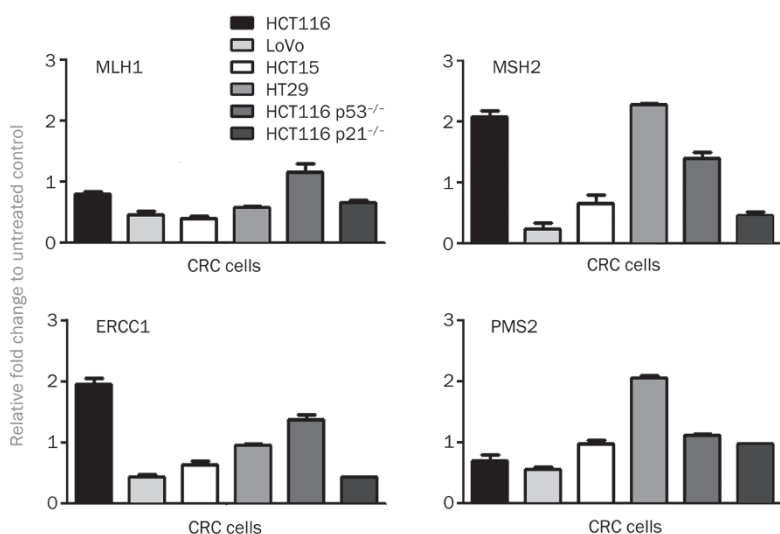 HCT116
LoVo
HCT15
HT29
HCT116 p53⁻/⁻
HCT116 p21⁻/⁻
Relative fold change to untreated control
MLH1
3
2
1
0
CRC cells
MSH2
3
2
1
0
CRC cells
ERCC1
3
2
1
0
CRC cells
PMS2
3
2
1
0
CRC cells